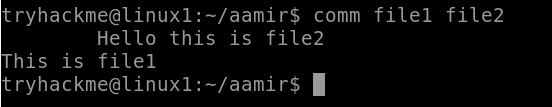 tryhackme@linux1:~/aamir$ comm file1 file2
        Hello this is file2
This is file1
tryhackme@linux1:~/aamir$